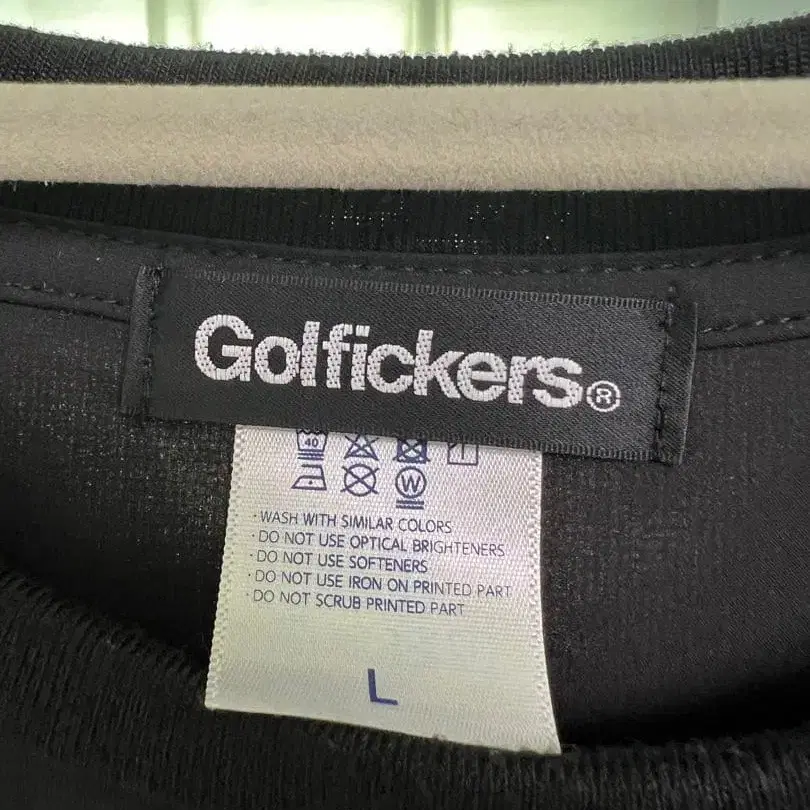 Golfickers®
40
W
· WASH WITH SIMILAR COLORS
· DO NOT USE OPTICAL BRIGHTENERS
· DO NOT USE SOFTENERS
· DO NOT USE IRON ON PRINTED PART
· DO NOT SCRUB PRINTED PART
L